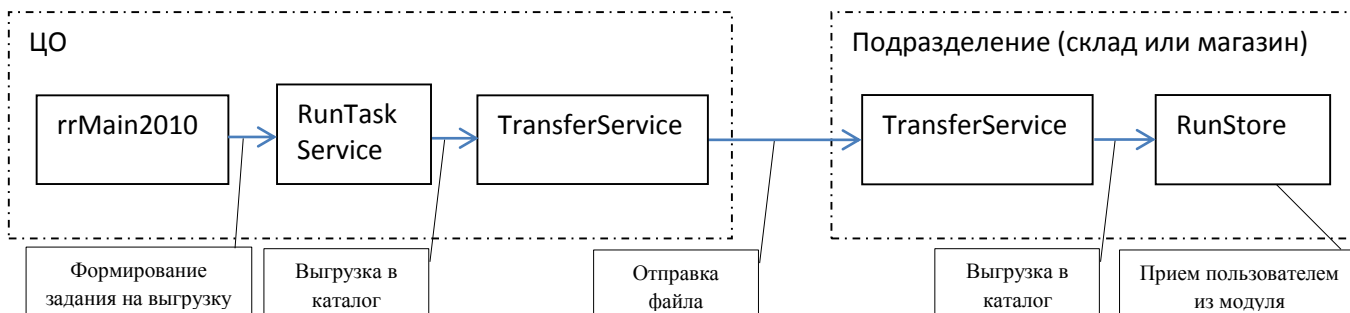 ЦО
Подразделение (склад или магазин)
rrMain2010
RunTask
Service
TransferService
TransferService
RunStore
Формирование
задания на выгрузку
Выгрузка в
каталог
Отправка
файла
Выгрузка в
каталог
Прием пользователем
из модуля